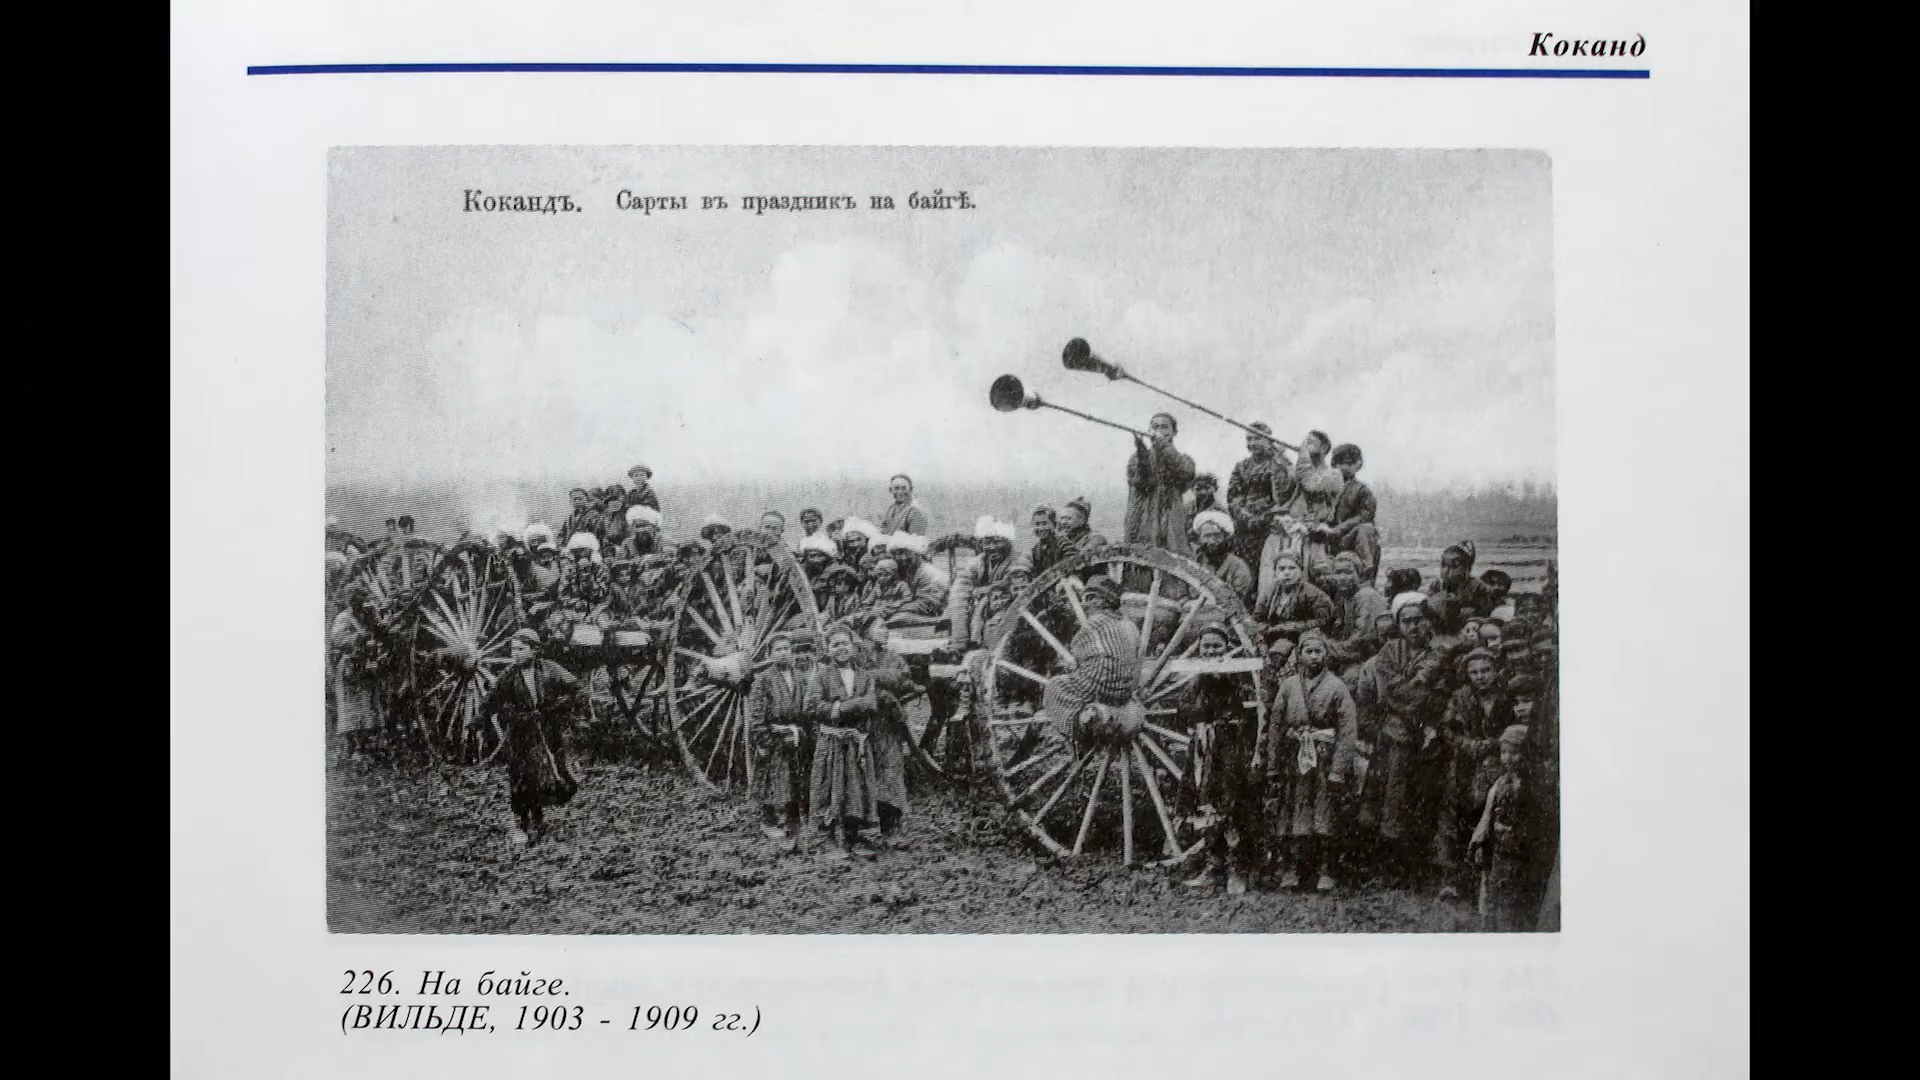 Коканд
Кокандъ. Сарты въ праздникъ на байгѣ.
226. На байге.
(ВИЛЬДЕ, 1903 - 1909 гг.)